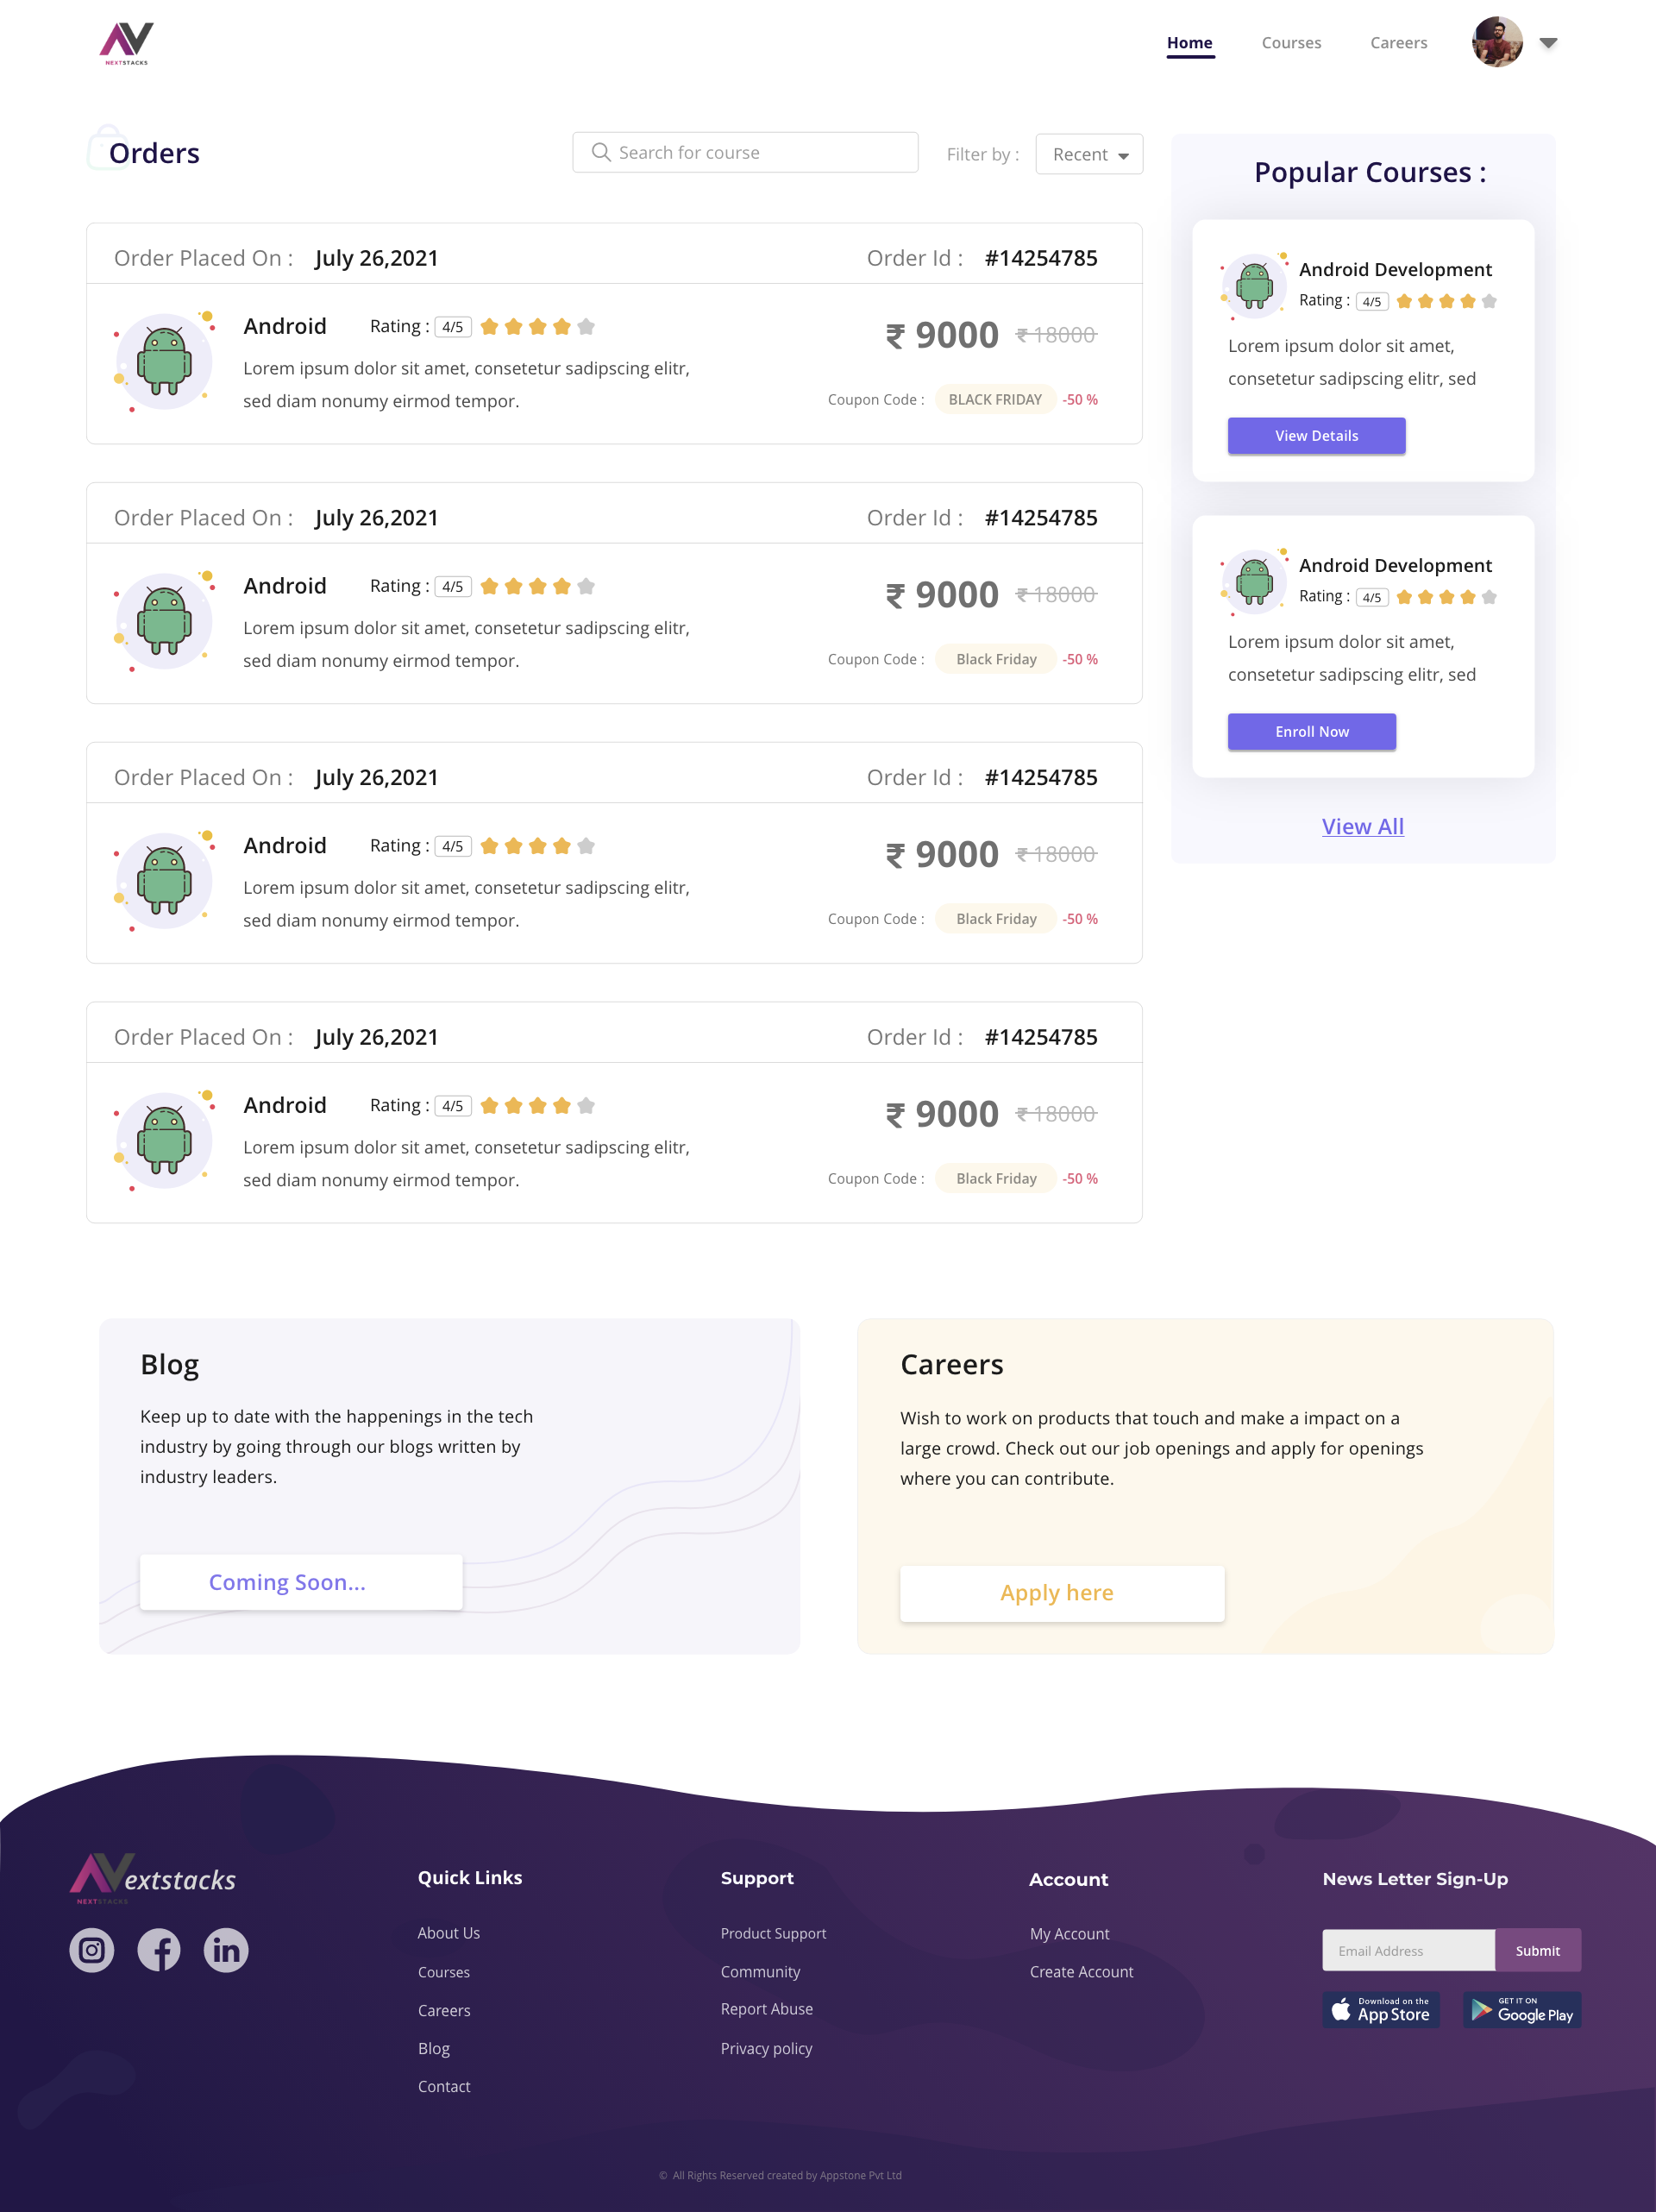 NEXTSTACKS
Home
Courses
Careers
Orders
Search for course
Filter by :
Recent
Order Placed On : July 26,2021
Order Id : #14254785
Android
Rating : 4/5
Lorem ipsum dolor sit amet, consetetur sadipscing elitr,
sed diam nonumy eirmod tempor.
₹ 9000 ₹ 18000
Coupon Code : BLACK FRIDAY -50 %
Order Placed On : July 26,2021
Order Id : #14254785
Android
Rating : 4/5
Lorem ipsum dolor sit amet, consetetur sadipscing elitr,
sed diam nonumy eirmod tempor.
₹ 9000 ₹ 18000
Coupon Code : Black Friday -50 %
Order Placed On : July 26,2021
Order Id : #14254785
Android
Rating : 4/5
Lorem ipsum dolor sit amet, consetetur sadipscing elitr,
sed diam nonumy eirmod tempor.
₹ 9000 ₹ 18000
Coupon Code : Black Friday -50 %
Order Placed On : July 26,2021
Order Id : #14254785
Android
Rating : 4/5
Lorem ipsum dolor sit amet, consetetur sadipscing elitr,
sed diam nonumy eirmod tempor.
₹ 9000 ₹ 18000
Coupon Code : Black Friday -50 %
Popular Courses :
Android Development
Rating : 4/5
Lorem ipsum dolor sit amet,
consetetur sadipscing elitr, sed
View Details
Android Development
Rating : 4/5
Lorem ipsum dolor sit amet,
consetetur sadipscing elitr, sed
Enroll Now
View All
Blog
Keep up to date with the happenings in the tech
industry by going through our blogs written by
industry leaders.
Coming Soon...
Careers
Wish to work on products that touch and make a impact on a
large crowd. Check out our job openings and apply for openings
where you can contribute.
Apply here
extstacks
NEXTSTACKS
Quick Links
About Us
Courses
Careers
Blog
Contact
Support
Product Support
Community
Report Abuse
Privacy policy
Account
My Account
Create Account
News Letter Sign-Up
Email Address
Submit
Download on the
App Store
GET IT ON
Google Play
© All Rights Reserved created by Appstone Pvt Ltd